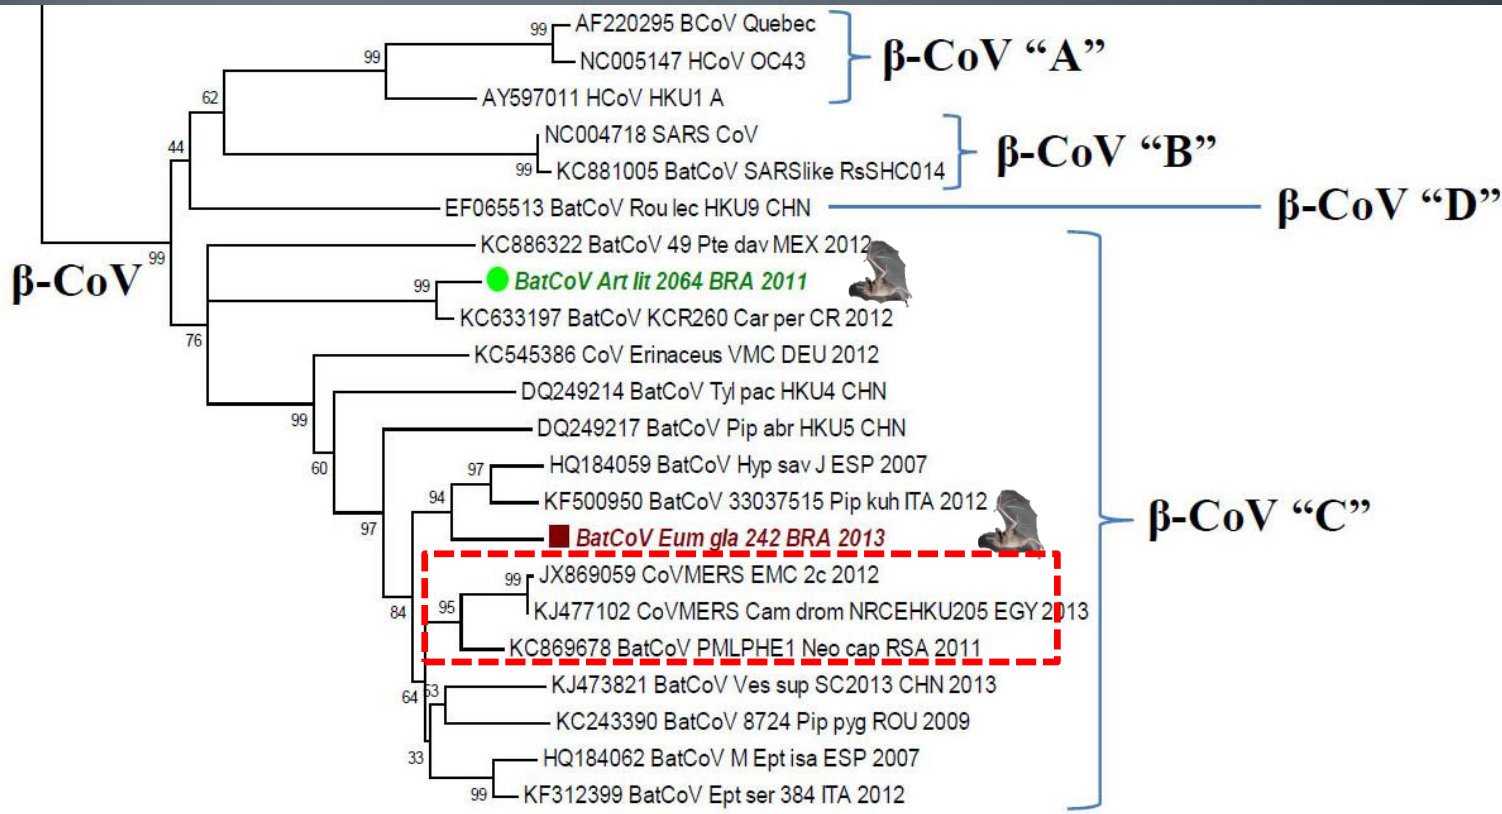 99
AF220295 BCoV Quebec
99
NC005147 HCoV OC43
β-CoV “A”
62
AY597011 HCoV HKU1 A
44
NC004718 SARS CoV
99
KC881005 BatCoV SARSlike RsSHC014
β-CoV “B”
EF065513 BatCoV Rou lec HKU9 CHN
β-CoV “D”
99
KC886322 BatCoV 49 Pte dav MEX 2012
β-CoV
99
BatCoV Art lit 2064 BRA 2011
KC633197 BatCoV KCR260 Car per CR 2012
76
KC545386 CoV Erinaceus VMC DEU 2012
DQ249214 BatCoV Tyl pac HKU4 CHN
99
DQ249217 BatCoV Pip abr HKU5 CHN
60
97
HQ184059 BatCoV Hyp sav J ESP 2007
94
KF500950 BatCoV 33037515 Pip kuh ITA 2012
β-CoV “C”
97
BatCoV Eum gla 242 BRA 2013
99
JX869059 CoVMERS EMC 2c 2012
84
95
KJ477102 CoVMERS Cam drom NRCEHKU205 EGY 2013
KC869678 BatCoV PMLPHE1 Neo cap RSA 2011
64
53
KJ473821 BatCoV Ves sup SC2013 CHN 2013
KC243390 BatCoV 8724 Pip pyg ROU 2009
33
HQ184062 BatCoV M Ept isa ESP 2007
99
KF312399 BatCoV Ept ser 384 ITA 2012